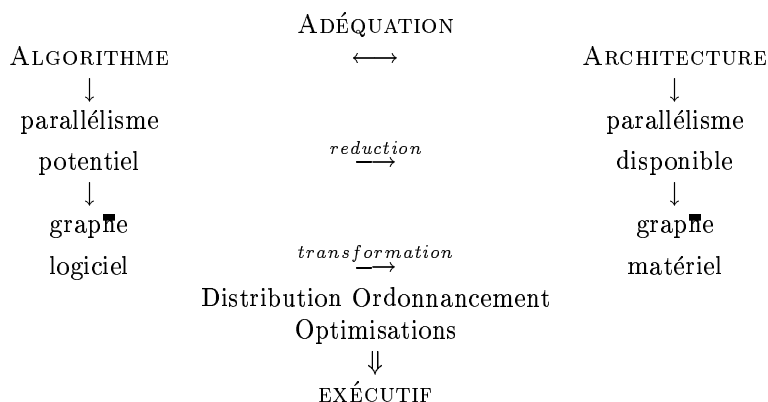 ADÉQUATION
ALGORITHME ⟷ ARCHITECTURE
↓ ↓
parallélisme parallélisme
potentiel reduction ⟶ disponible
↓ ↓
graphe graphe
logiciel transformation ⟶ matériel
Distribution Ordonnancement
Optimisations
⇓
EXÉCUTIF